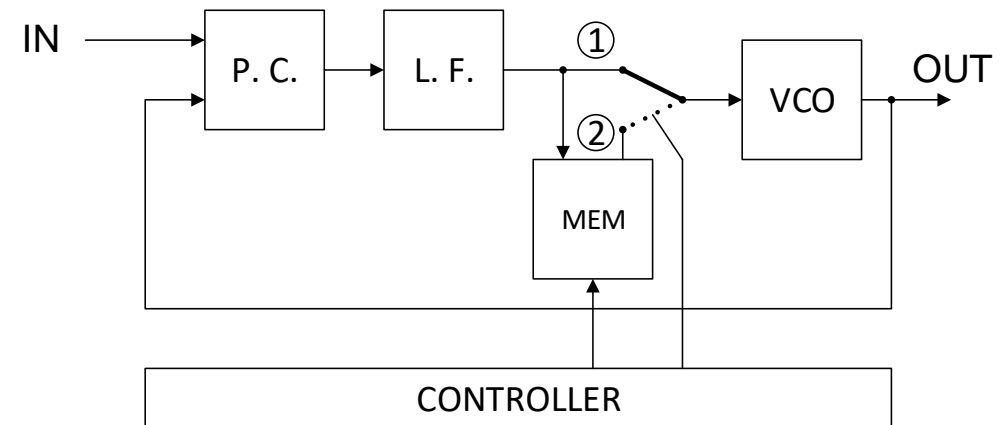 IN
P. C.
L. F.
①
②
MEM
VCO
OUT
CONTROLLER